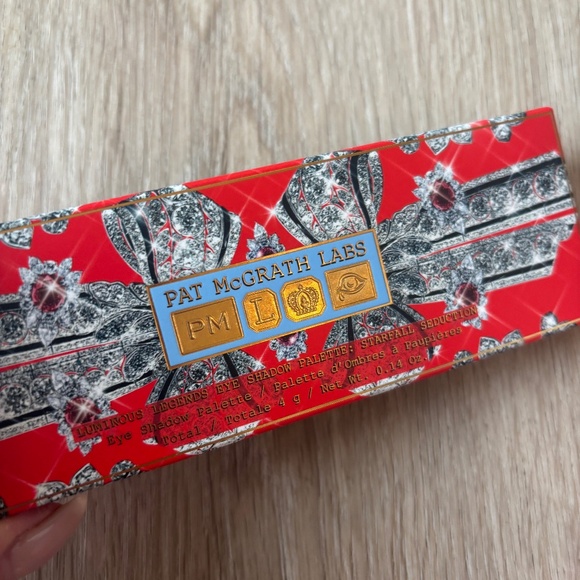 PAT McGRATH LABS
PM L
LUMINOUS LEGENDS EYE SHADOW PALETTE: STARFALL SEDUCTION
Eye Shadow Palette / Palette d'Ombres à Paupières
Total / Totale 4 g / Net Wt. 0.14 Oz.